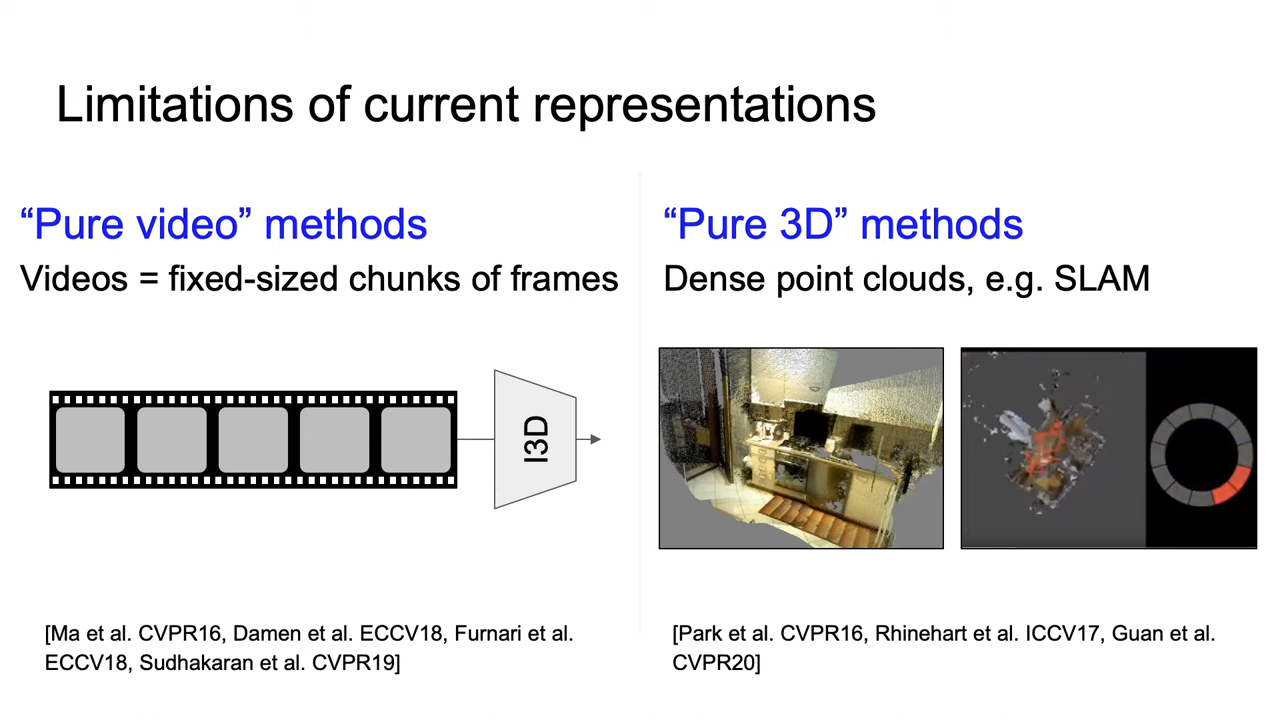 Limitations of current representations
“Pure video” methods
Videos = fixed-sized chunks of frames
I3D
[Ma et al. CVPR16, Damen et al. ECCV18, Furnari et al.
ECCV18, Sudhakaran et al. CVPR19]
“Pure 3D” methods
Dense point clouds, e.g. SLAM
[Park et al. CVPR16, Rhinehart et al. ICCV17, Guan et al.
CVPR20]